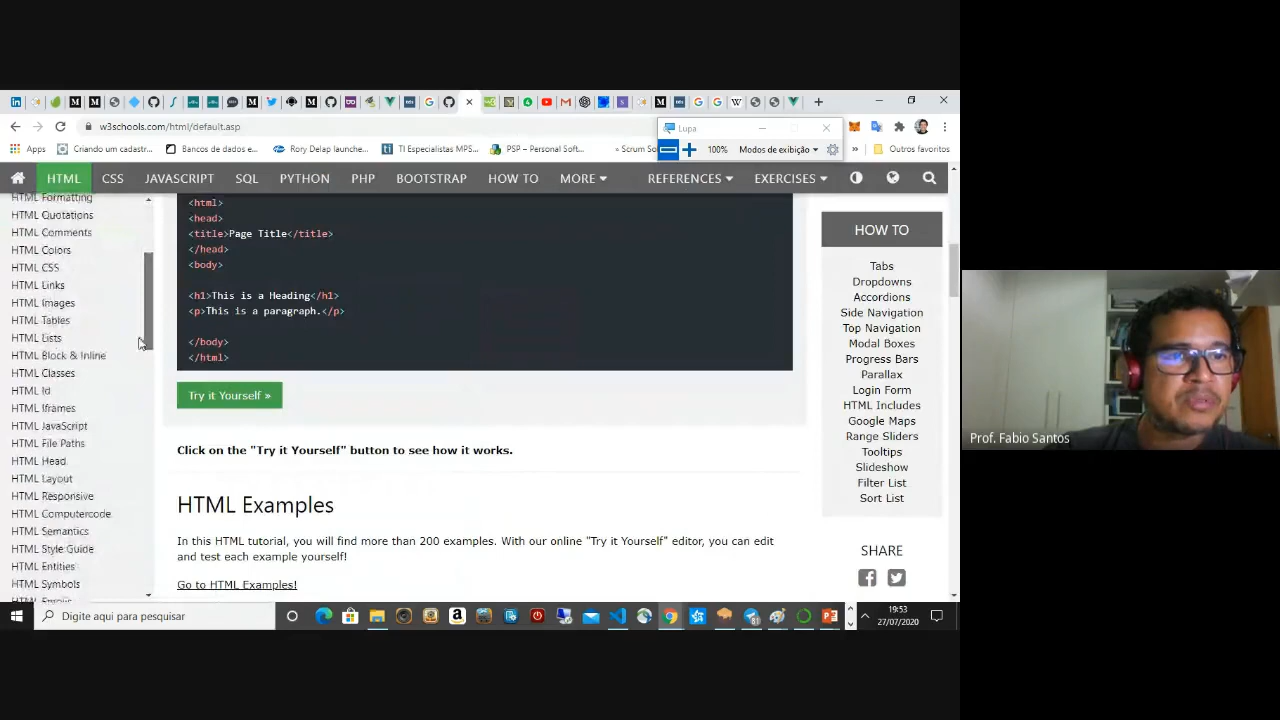 w3schools.com/html/default.asp
Lupa
100%
Modos de exibição
Apps
Criando um cadastr...
Bancos de dados e...
Rory Delap launche...
TI Especialistas MPS...
PSP – Personal Soft...
Scrum So
»
Outros favoritos
HTML
CSS
JAVASCRIPT
SQL
PYTHON
PHP
BOOTSTRAP
HOW TO
MORE
REFERENCES
EXERCISES
HTML Formatting
HTML Quotations
HTML Comments
HTML Colors
HTML CSS
HTML Links
HTML Images
HTML Tables
HTML Lists
HTML Block & Inline
HTML Classes
HTML Id
HTML Iframes
HTML JavaScript
HTML File Paths
HTML Head
HTML Layout
HTML Responsive
HTML Computercode
HTML Semantics
HTML Style Guide
HTML Entities
HTML Symbols
<html>
<head>
<title>Page Title</title>
</head>
<body>
<h1>This is a Heading</h1>
<p>This is a paragraph.</p>
</body>
</html>
Try it Yourself »
Click on the "Try it Yourself" button to see how it works.
HTML Examples
In this HTML tutorial, you will find more than 200 examples. With our online "Try it Yourself" editor, you can edit
and test each example yourself!
Go to HTML Examples!
HOW TO
Tabs
Dropdowns
Accordions
Side Navigation
Top Navigation
Modal Boxes
Progress Bars
Parallax
Login Form
HTML Includes
Google Maps
Range Sliders
Tooltips
Slideshow
Filter List
Sort List
SHARE
Prof. Fabio Santos
Digite aqui para pesquisar
19:53
27/07/2020